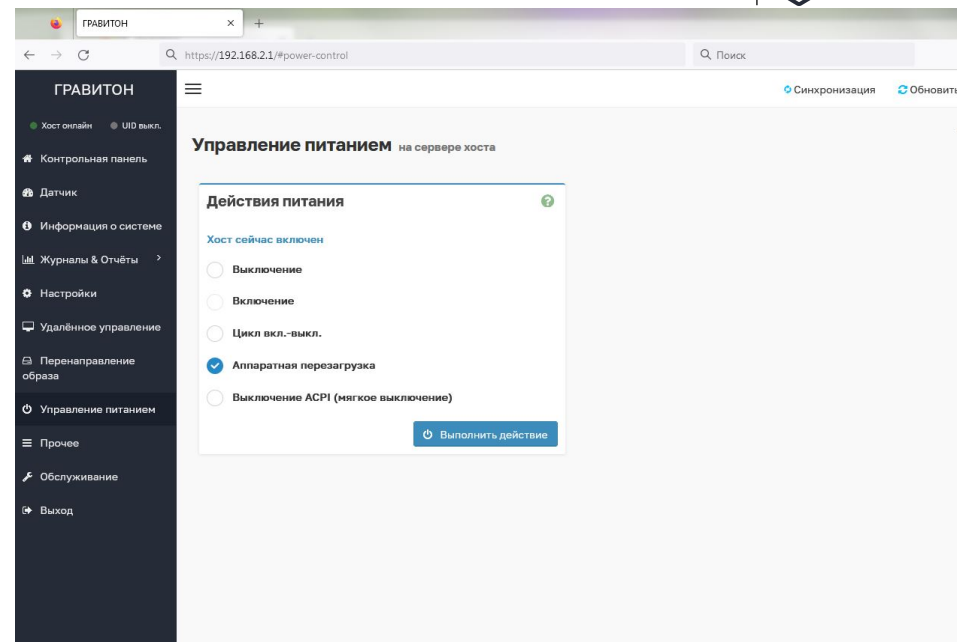 ГРАВИТОН
https://192.168.2.1/#power-control
Поиск
ГРАВИТОН
Синхронизация
Обновить
Хост онлайн
UID выкл.
Управление питанием на сервере хоста
Контрольная панель
Датчик
Информация о системе
Журналы & Отчёты
Настройки
Удалённое управление
Перенаправление
образа
Управление питанием
Прочее
Обслуживание
Выход
Действия питания
Хост сейчас включен
Выключение
Включение
Цикл вкл.-выкл.
Аппаратная перезагрузка
Выключение ACPI (мягкое выключение)
Выполнить действие